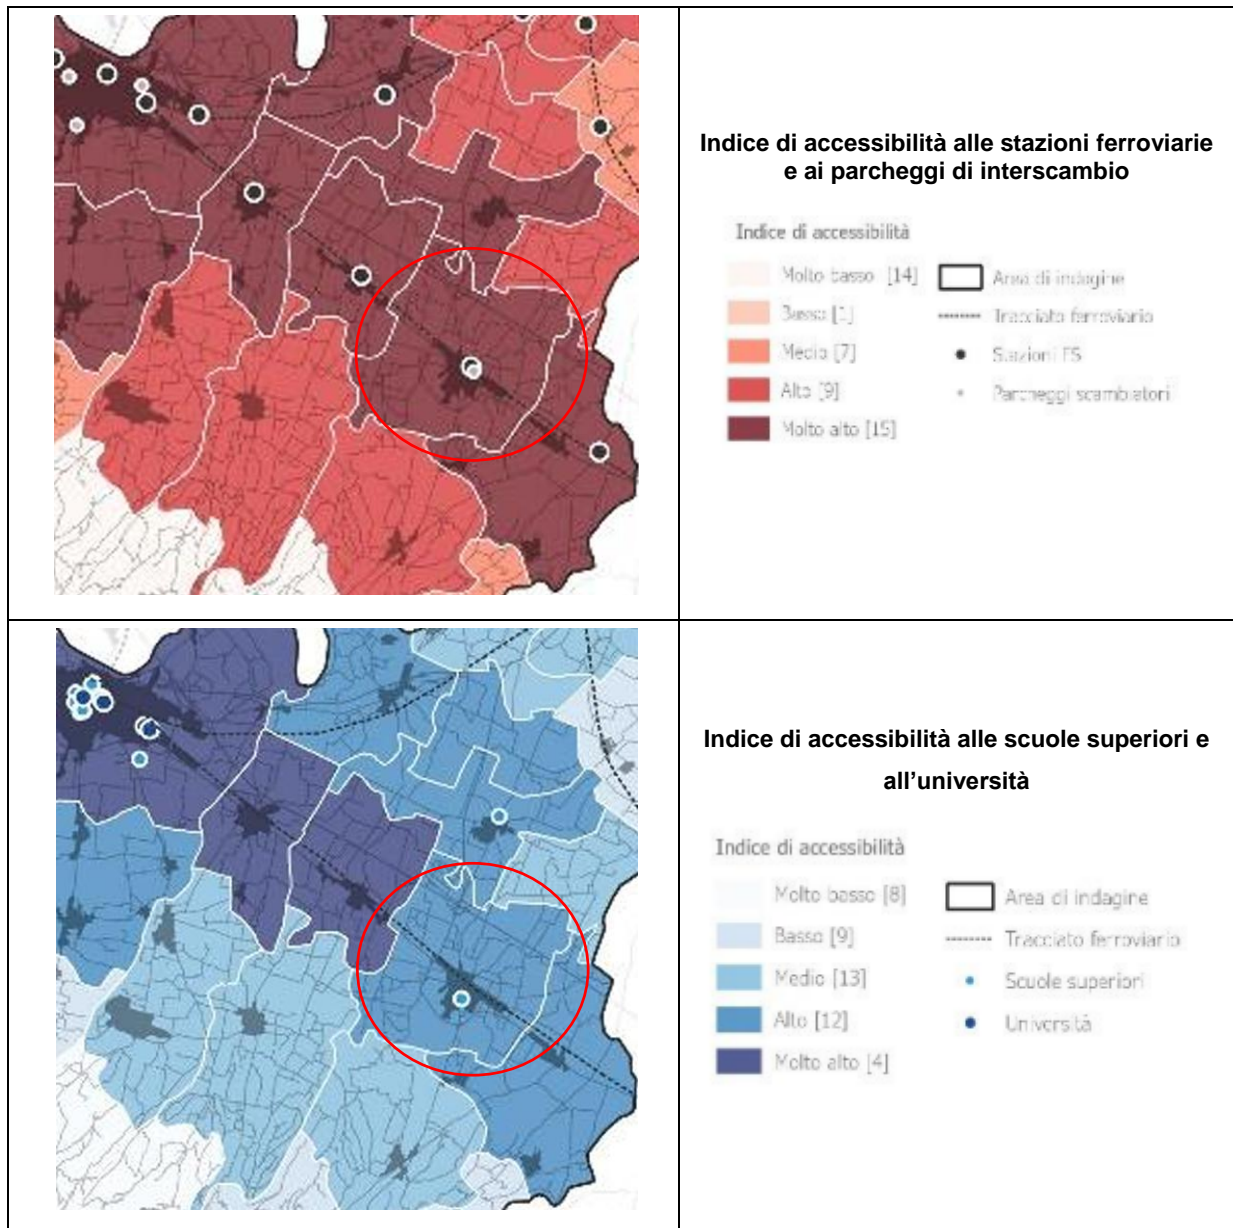 Indice di accessibilità alle stazioni ferroviarie
e ai parcheggi di interscambio
Indice di accessibilità
Molto basso [14]
Basso [1]
Medio [7]
Alto [9]
Molto alto [15]
Area di indagine
Tracciato ferroviario
Stazioni FS
Parcheggi scambiatori
Indice di accessibilità alle scuole superiori e
all'università
Indice di accessibilità
Molto basso [8]
Basso [9]
Medio [13]
Alto [12]
Molto alto [4]
Area di indagine
Tracciato ferroviario
Scuole superiori
Università